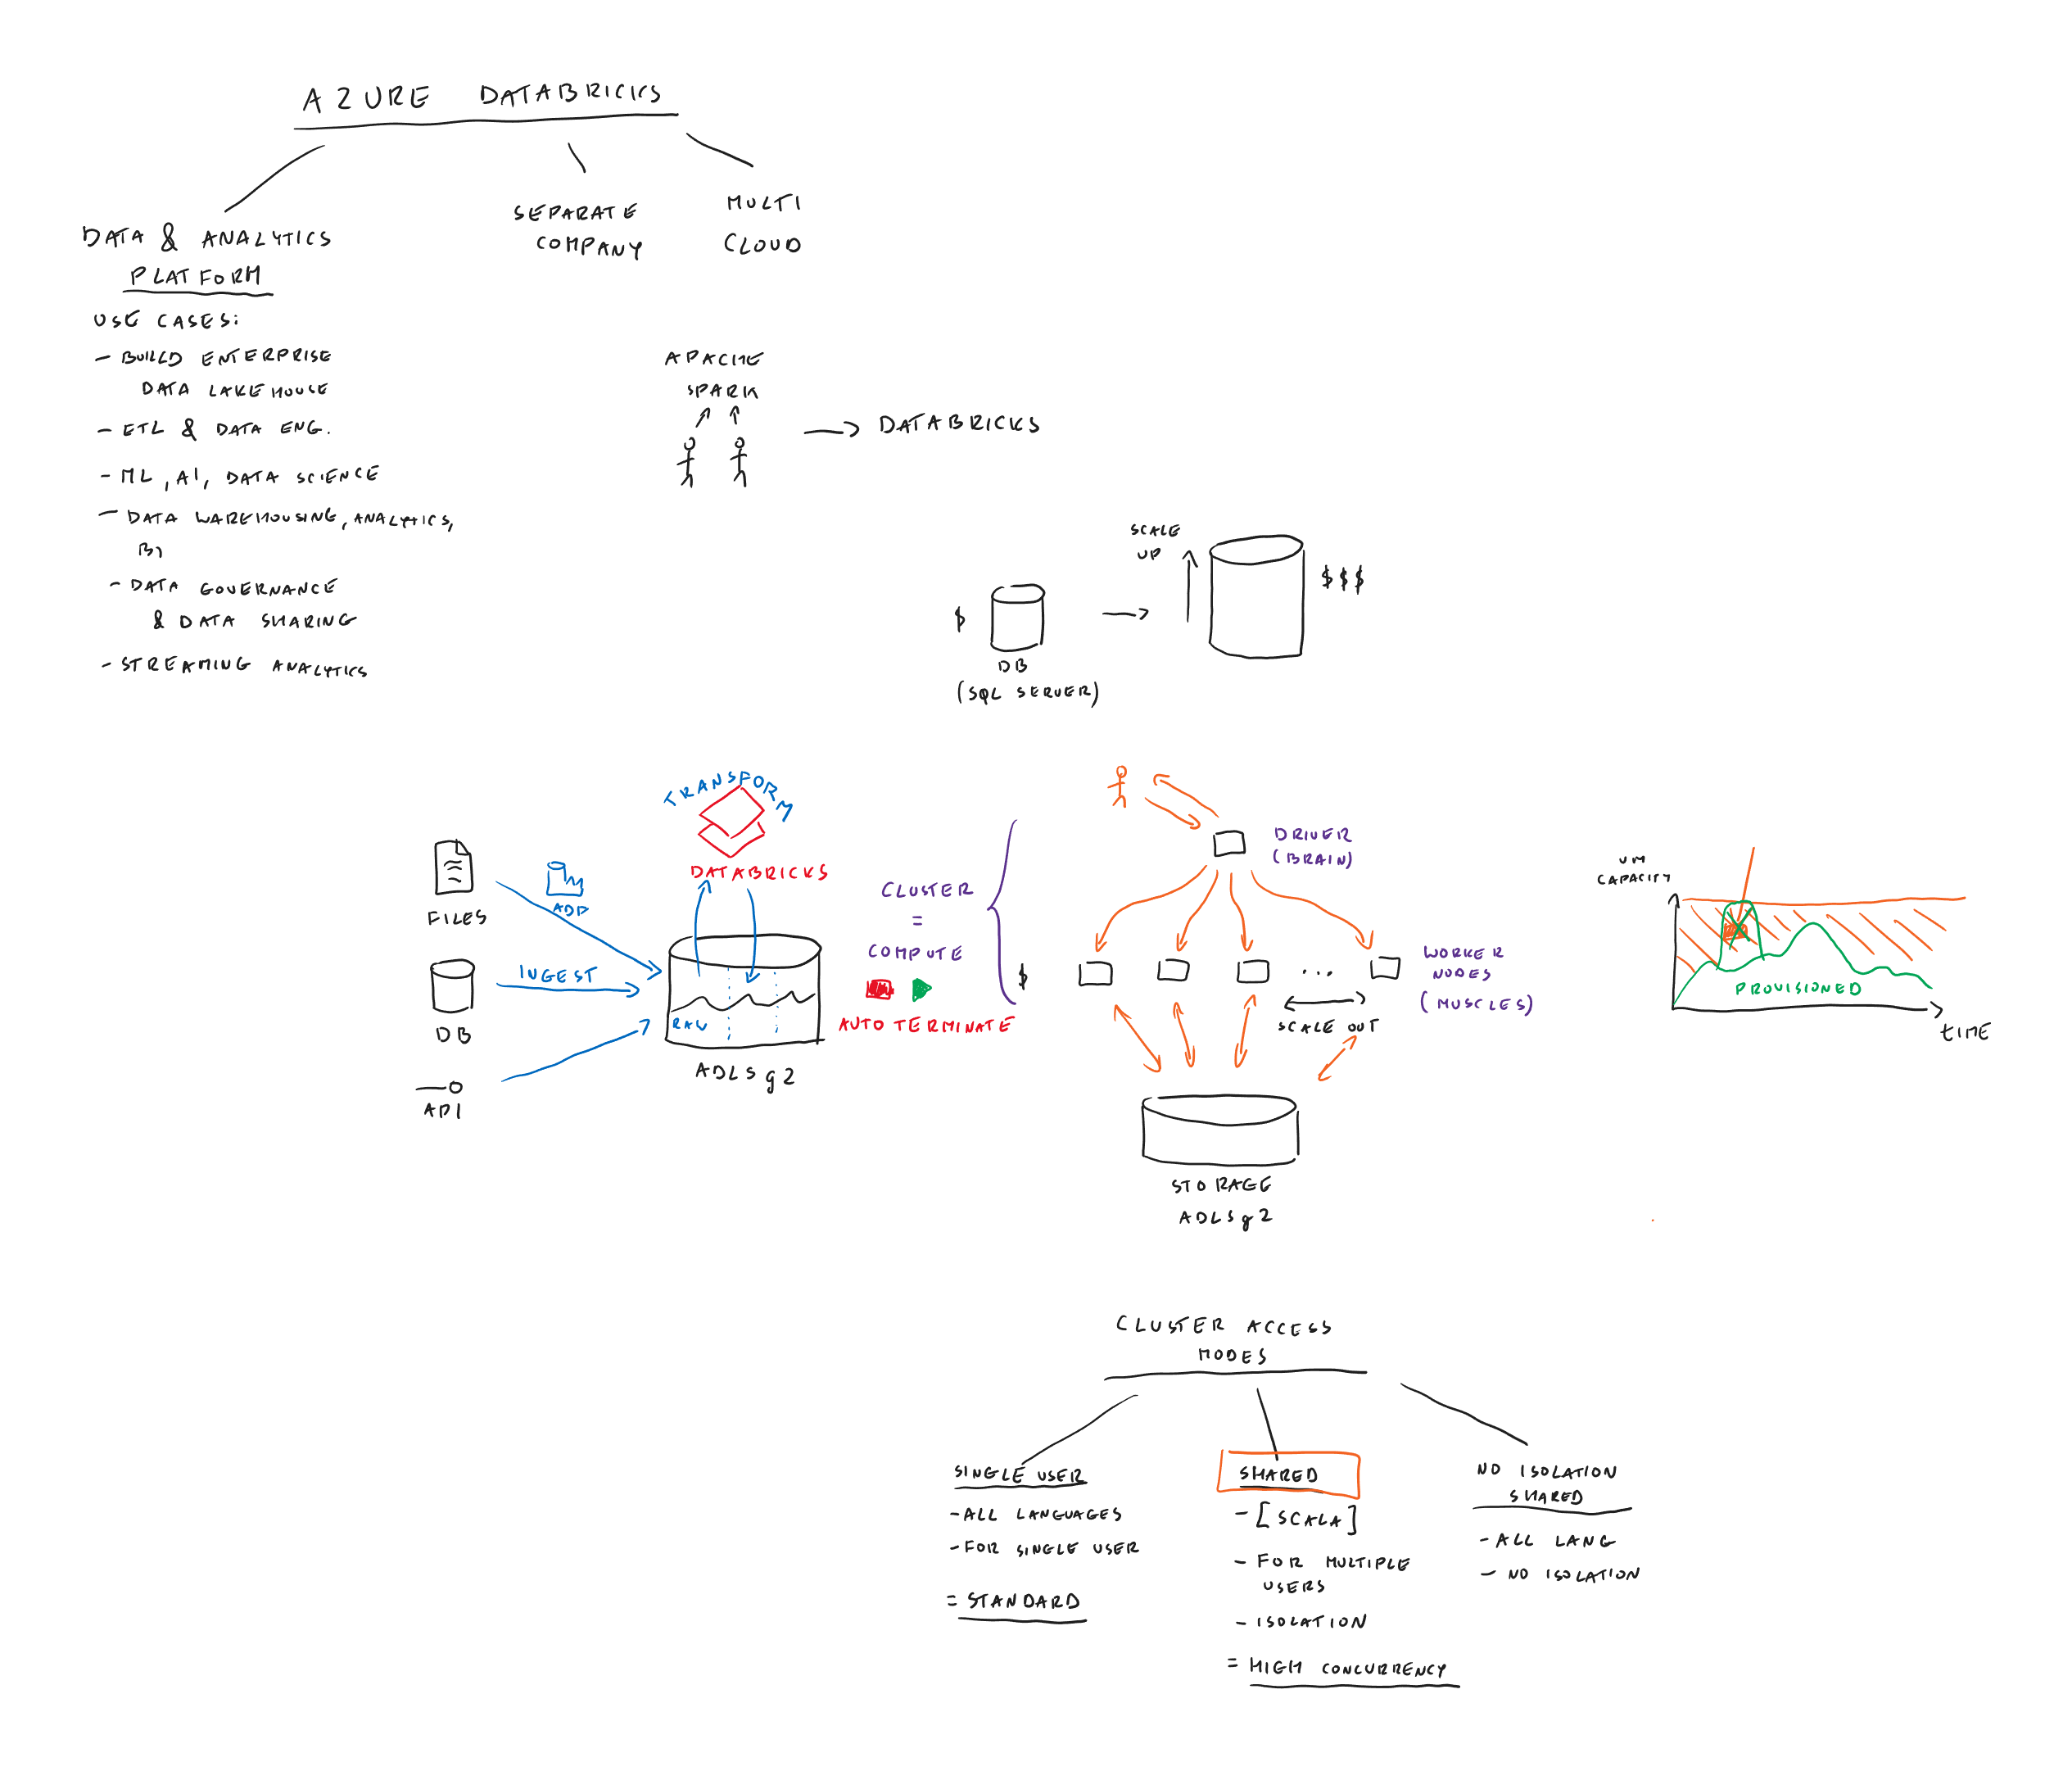 AZURE DATABRICKS
DATA & ANALYTICS
PLATFORM
SEPARATE
COMPANY
MULTI
CLOUD
USE CASES:
- BUILD ENTERPRISE
DATA LAKEHOUSE
- ETL & DATA ENG.
- ML, AI, DATA SCIENCE
- DATA WAREHOUSING, ANALYTICS,
BI
- DATA GOVERNANCE
& DATA SHARING
- STREAMING ANALYTICS
APACHE
SPARK
DATABRICKS
SCALE
UP
$
$$$
DB
(SQL SERVER)
TRANSFORM
DATABRICKS
FILES
ADF
INGEST
DB
API
RAW
ADLSg2
CLUSTER
=
COMPUTE
AUTO TERMINATE
DRIVER
(BRAIN)
$
...
WORKER
NODES
(MUSCLES)
SCALE OUT
STORAGE
ADLSg2
VM
CAPACITY
PROVISIONED
TIME
CLUSTER ACCESS
MODES
SINGLE USER
- ALL LANGUAGES
- FOR SINGLE USER
= STANDARD
SHARED
- [SCALA]
- FOR MULTIPLE
USERS
- ISOLATION
= HIGH CONCURRENCY
NO ISOLATION
SHARED
- ALL LANG
- NO ISOLATION